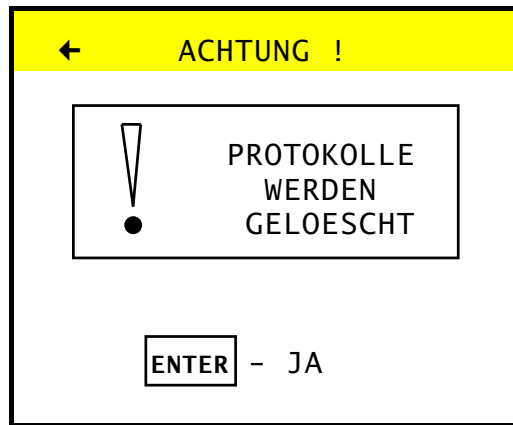 ← ACHTUNG !
PROTOKOLLE
WERDEN
GELOESCHT
ENTER - JA